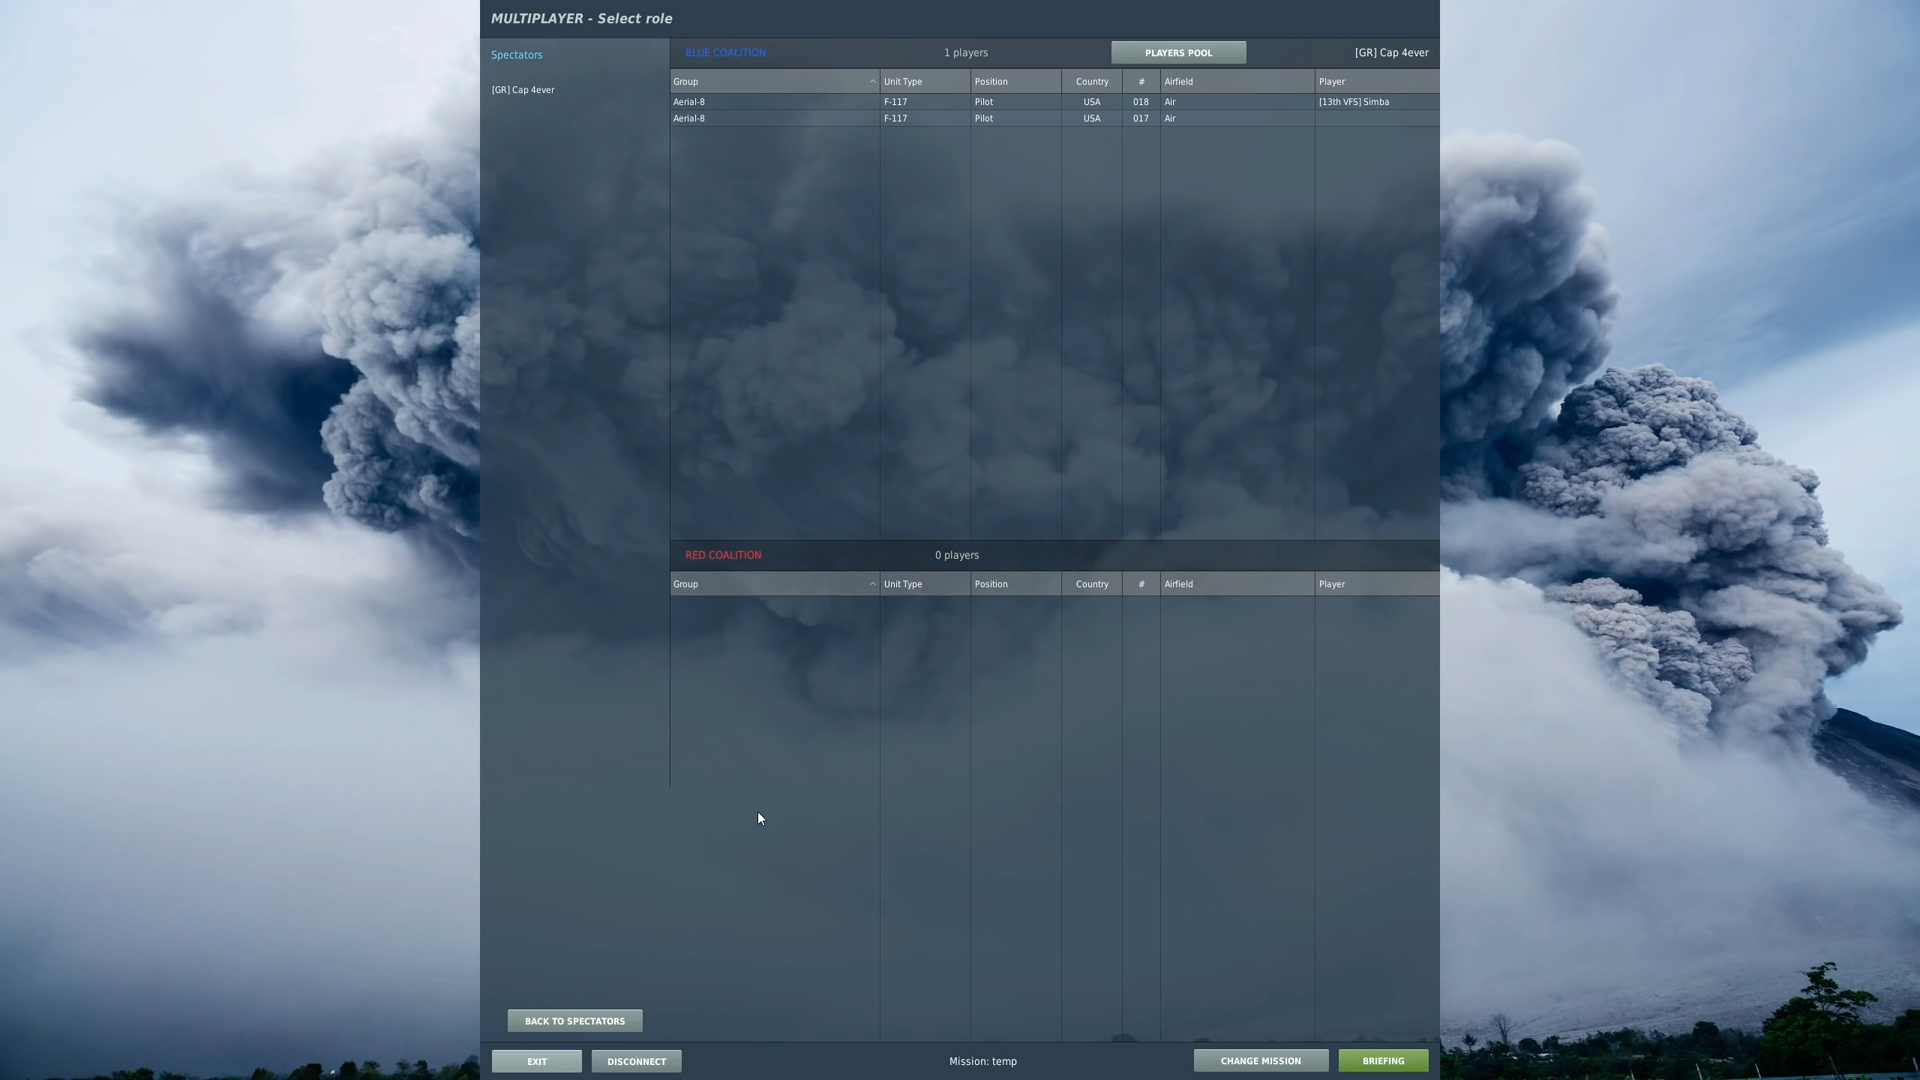 MULTIPLAYER - Select role
Spectators
[GR] Cap 4ever
BLUE COALITION 1 players PLAYERS POOL [GR] Cap 4ever
Group Unit Type Position Country # Airfield Player
Aerial-8 F-117 Pilot USA 018 Air [13th VFS] Simba
Aerial-8 F-117 Pilot USA 017 Air
RED COALITION 0 players
Group Unit Type Position Country # Airfield Player
BACK TO SPECTATORS
EXIT DISCONNECT Mission: temp CHANGE MISSION BRIEFING